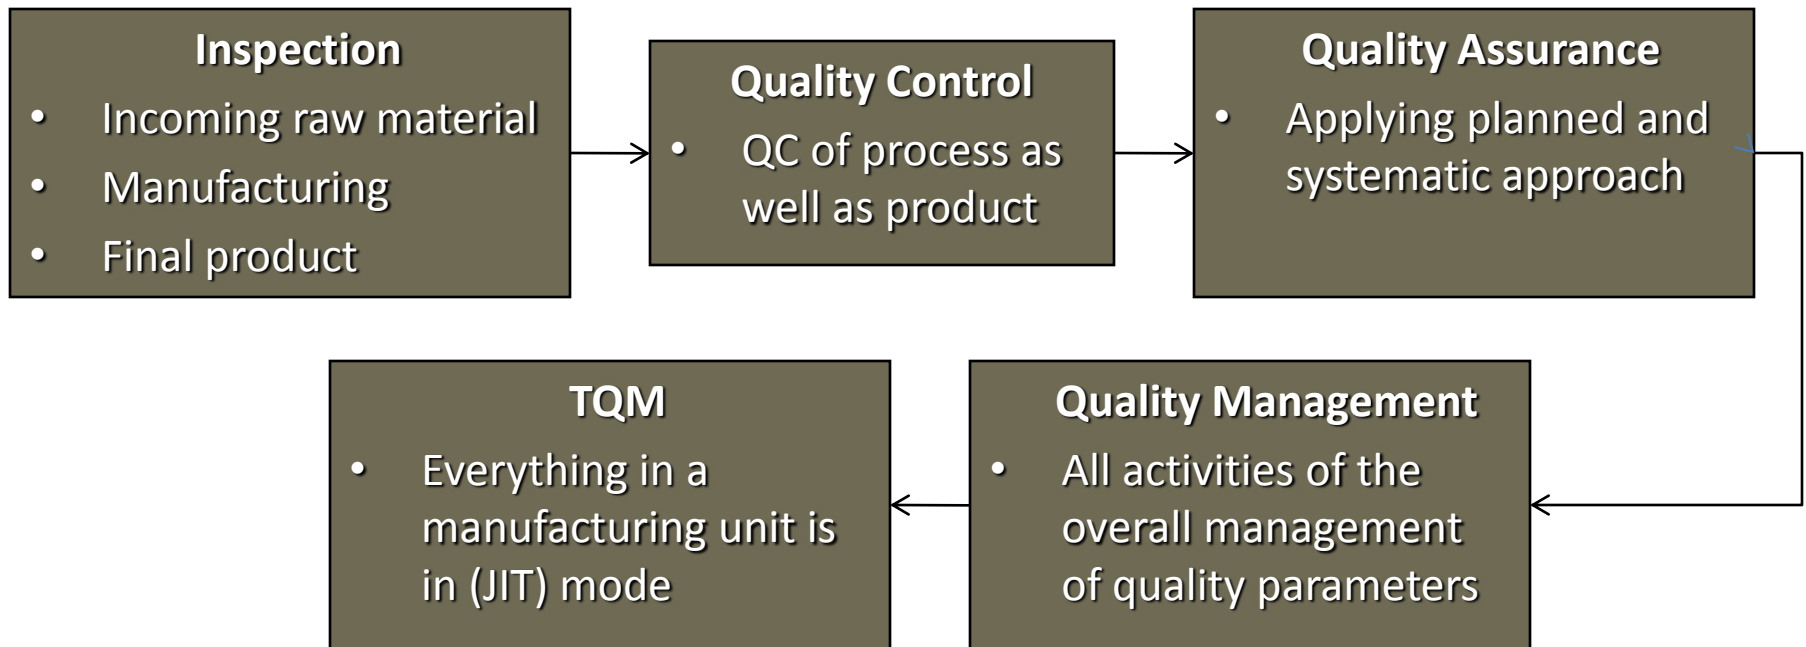 Inspection
• Incoming raw material
• Manufacturing
• Final product
Quality Control
• QC of process as
well as product
Quality Assurance
• Applying planned and
systematic approach
Quality Management
• All activities of the
overall management
of quality parameters
TQM
• Everything in a
manufacturing unit is
in (JIT) mode